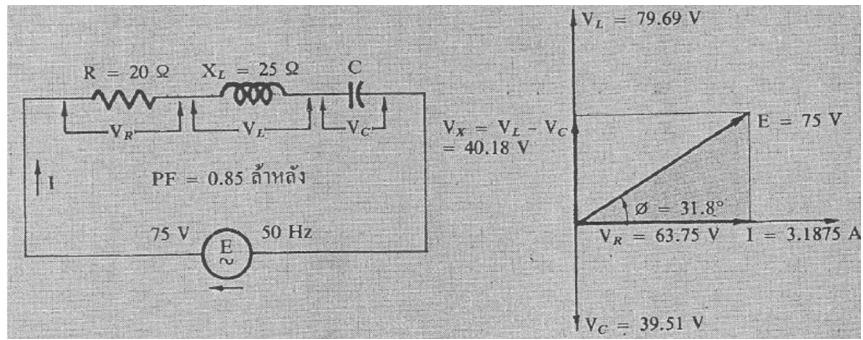 R = 20 Ω
X_L = 25 Ω
C
V_R
V_L
V_C
I
PF = 0.85 ล้าหลัง
75 V
E
~
50 Hz
V_L = 79.69 V
V_X = V_L - V_C
= 40.18 V
E = 75 V
Ø = 31.8°
V_R = 63.75 V
I = 3.1875 A
V_C = 39.51 V